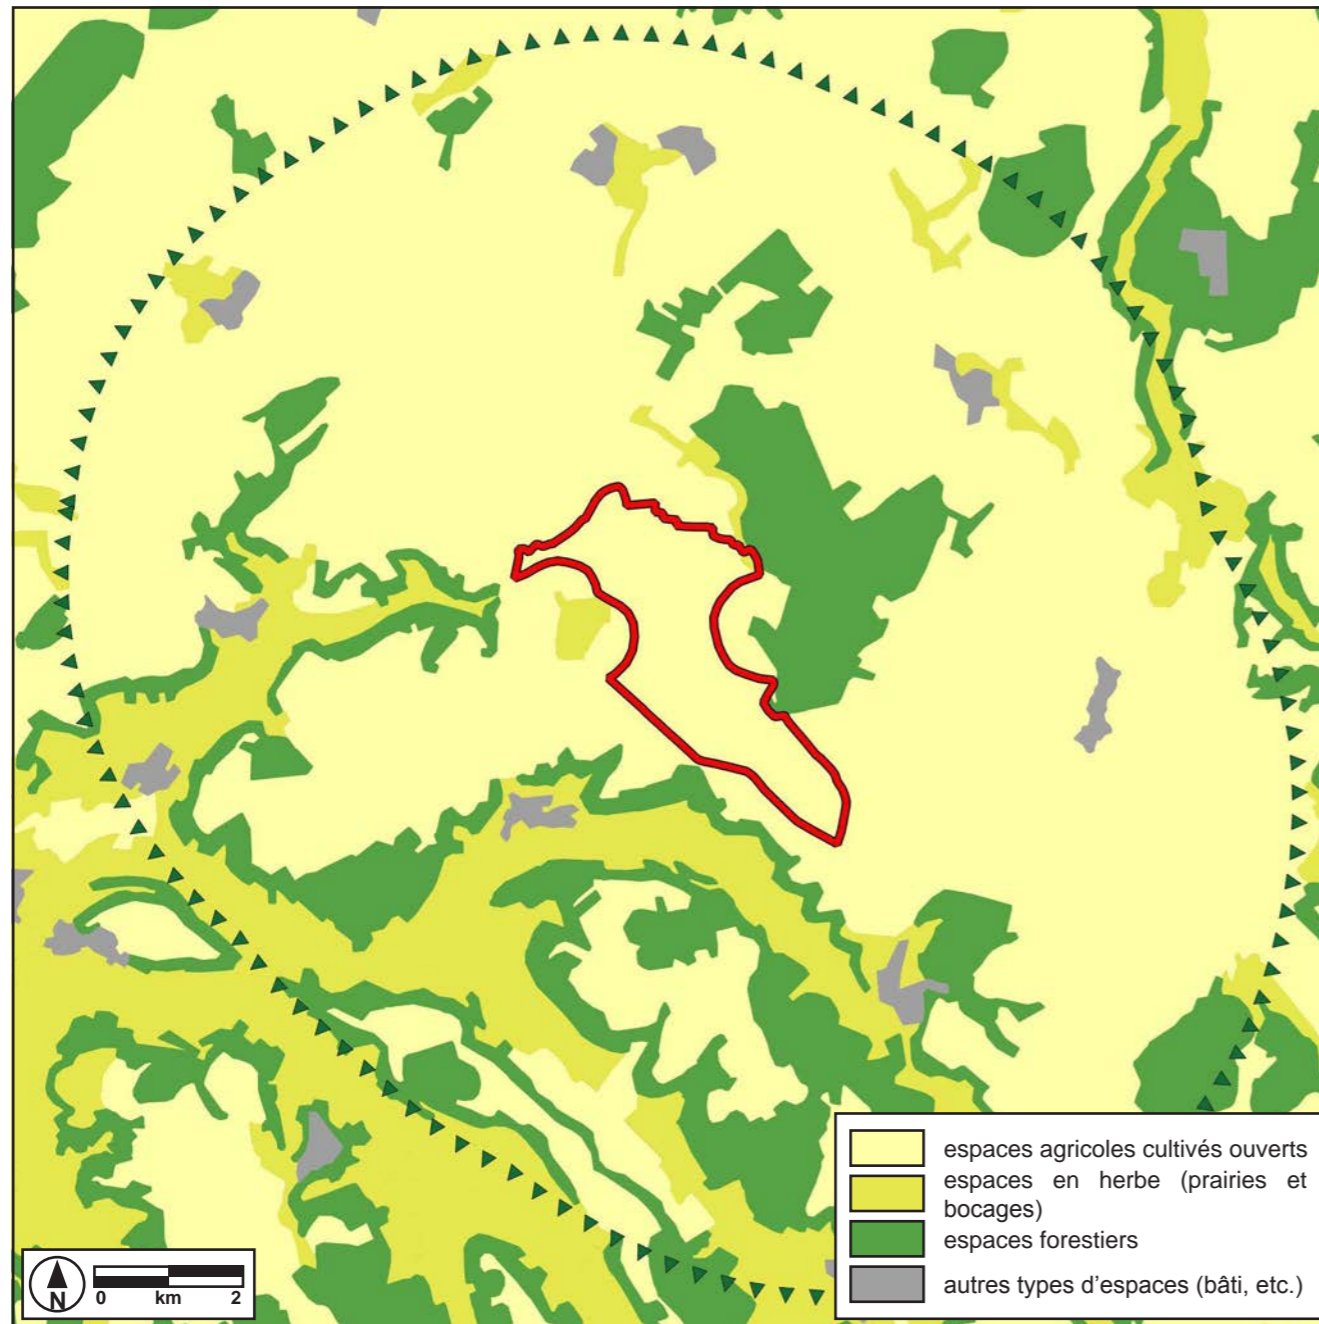 espaces agricoles cultivés ouverts
espaces en herbe (prairies et
bocages)
espaces forestiers
autres types d'espaces (bâti, etc.)
N
0 km 2